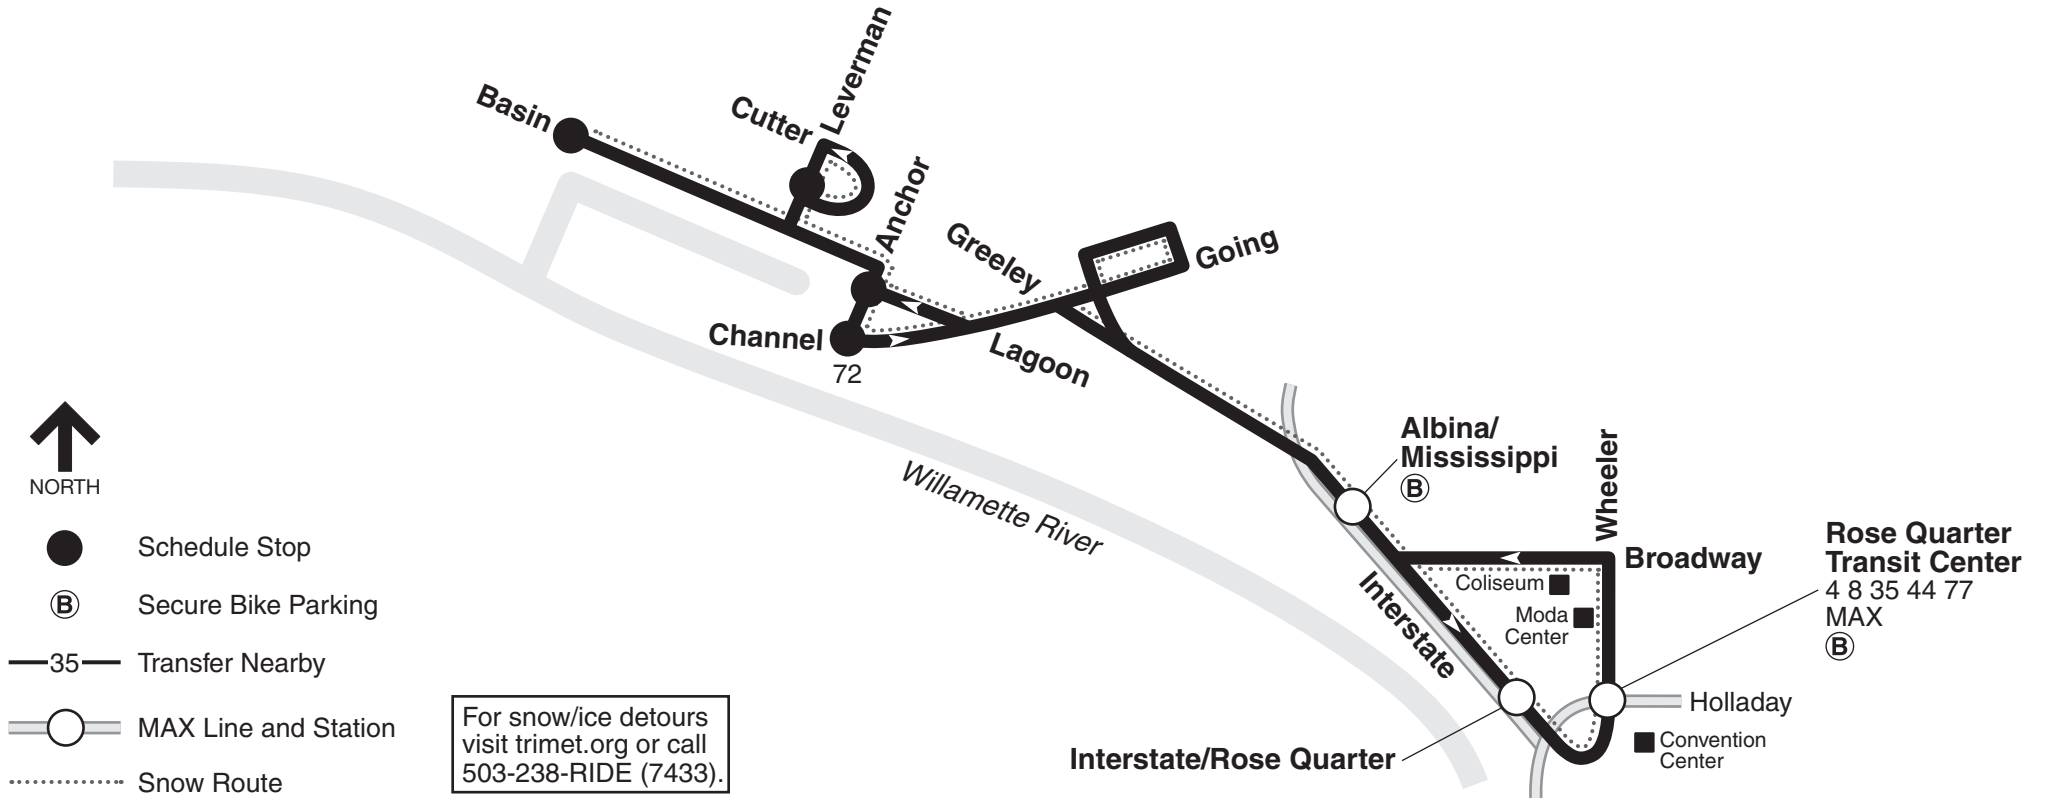 Basin
Cutter
Leverman
Anchor
Greeley
Going
Channel
72
Lagoon
Willamette River
Albina/
Mississippi
B
Wheeler
Broadway
Coliseum
Moda
Center
Interstate
Rose Quarter
Transit Center
4 8 35 44 77
MAX
B
Holladay
Convention
Center
Interstate/Rose Quarter
NORTH
Schedule Stop
B
Secure Bike Parking
35
Transfer Nearby
MAX Line and Station
Snow Route
For snow/ice detours
visit trimet.org or call
503-238-RIDE (7433).